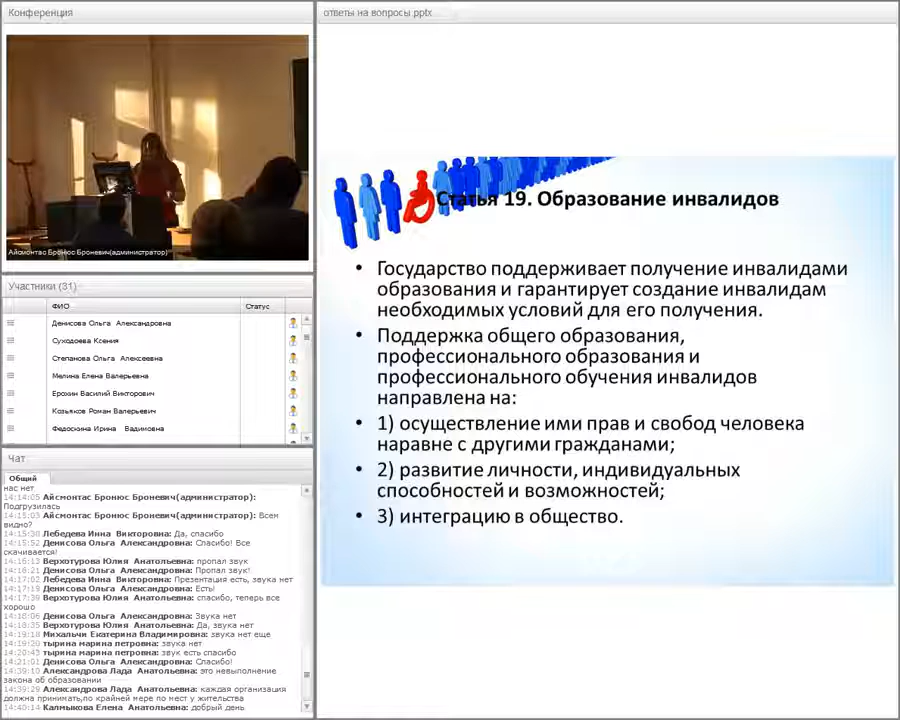 Конференция
Айсмонтас Бронюс Броневич(администратор)
Участники (31)
ФИО Статус
Денисова Ольга Александровна
Суходоева Ксения
Степанова Ольга Алексеевна
Мелина Елена Валерьевна
Ерохин Василий Викторович
Козьяков Роман Валерьевич
Федоскина Ирина Вадимовна
Чат
Общий
нас нет
14:14:05 Айсмонтас Бронюс Броневич(администратор):
Подгрузилась
14:15:03 Айсмонтас Бронюс Броневич(администратор): Всем
видно?
14:15:38 Лебедева Инна Викторовна: Да, спасибо
14:15:52 Денисова Ольга Александровна: Спасибо! Все
скачивается!
14:16:13 Верхотурова Юлия Анатольевна: пропал звук
14:16:21 Денисова Ольга Александровна: Пропал звук!
14:17:02 Лебедева Инна Викторовна: Презентация есть, звука нет
14:17:19 Денисова Ольга Александровна: Есть!
14:17:39 Верхотурова Юлия Анатольевна: спасибо, теперь все
хорошо
14:18:06 Денисова Ольга Александровна: Звука нет
14:18:35 Верхотурова Юлия Анатольевна: Да, звука нет
14:19:18 Михальчи Екатерина Владимировна: звука нет еще
14:19:20 тырина марина петровна: звука нет
14:20:43 тырина марина петровна: звук есть спасибо
14:21:01 Денисова Ольга Александровна: Спасибо!
14:39:10 Александрова Лада Анатольевна: это невыполнение
закона об образовании
14:39:29 Александрова Лада Анатольевна: каждая организация
должна принимать,по крайней мере по мест у жительства
14:40:14 Калмыкова Елена Анатольевна: добрый день
ответы на вопросы.pptx
Статья 19. Образование инвалидов
• Государство поддерживает получение инвалидами
образования и гарантирует создание инвалидам
необходимых условий для его получения.
• Поддержка общего образования,
профессионального образования и
профессионального обучения инвалидов
направлена на:
• 1) осуществление ими прав и свобод человека
наравне с другими гражданами;
• 2) развитие личности, индивидуальных
способностей и возможностей;
• 3) интеграцию в общество.